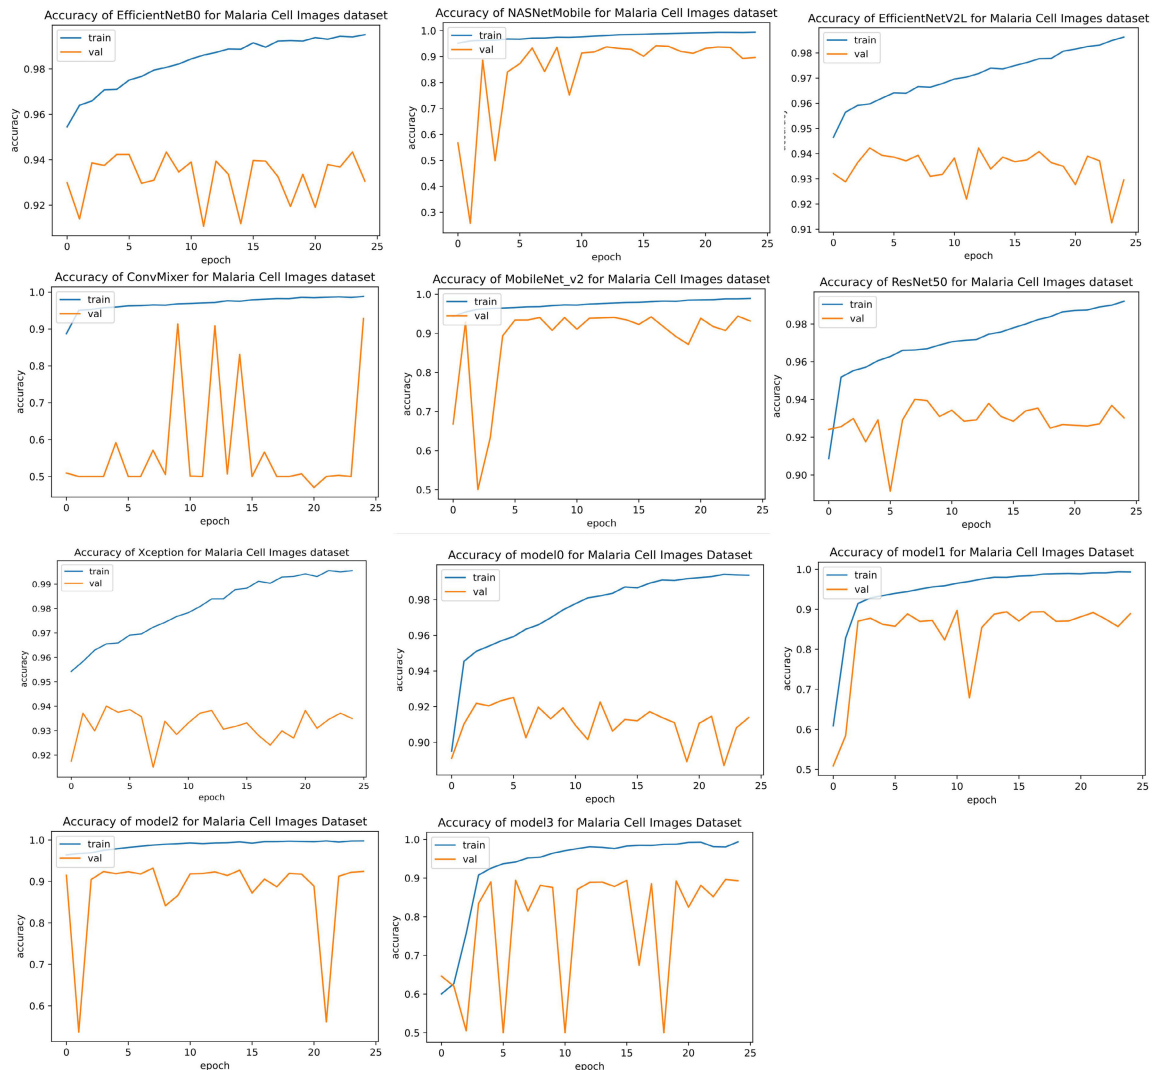 Accuracy of EfficientNetB0 for Malaria Cell Images dataset
train
val
0.98
0.96
0.94
0.92
accuracy
0 5 10 15 20 25
epoch
Accuracy of NASNetMobile for Malaria Cell Images dataset
train
val
1.0
0.9
0.8
0.7
0.6
0.5
0.4
0.3
accuracy
0 5 10 15 20 25
epoch
Accuracy of EfficientNetV2L for Malaria Cell Images dataset
train
val
0.98
0.97
0.96
0.95
0.94
0.93
0.92
0.91
0 5 10 15 20 25
epoch
Accuracy of ConvMixer for Malaria Cell Images dataset
train
val
1.0
0.9
0.8
0.7
0.6
0.5
accuracy
0 5 10 15 20 25
epoch
Accuracy of MobileNet_v2 for Malaria Cell Images dataset
train
val
1.0
0.9
0.8
0.7
0.6
0.5
accuracy
0 5 10 15 20 25
epoch
Accuracy of ResNet50 for Malaria Cell Images dataset
train
val
0.98
0.96
0.94
0.92
0.90
accuracy
0 5 10 15 20 25
epoch
Accuracy of Xception for Malaria Cell Images dataset
train
val
0.99
0.98
0.97
0.96
0.95
0.94
0.93
0.92
accuracy
0 5 10 15 20 25
epoch
Accuracy of model0 for Malaria Cell Images Dataset
train
val
0.98
0.96
0.94
0.92
0.90
accuracy
0 5 10 15 20 25
epoch
Accuracy of model1 for Malaria Cell Images Dataset
train
val
1.0
0.9
0.8
0.7
0.6
0.5
accuracy
0 5 10 15 20 25
epoch
Accuracy of model2 for Malaria Cell Images Dataset
train
val
1.0
0.9
0.8
0.7
0.6
accuracy
0 5 10 15 20 25
epoch
Accuracy of model3 for Malaria Cell Images Dataset
train
val
1.0
0.9
0.8
0.7
0.6
0.5
accuracy
0 5 10 15 20 25
epoch